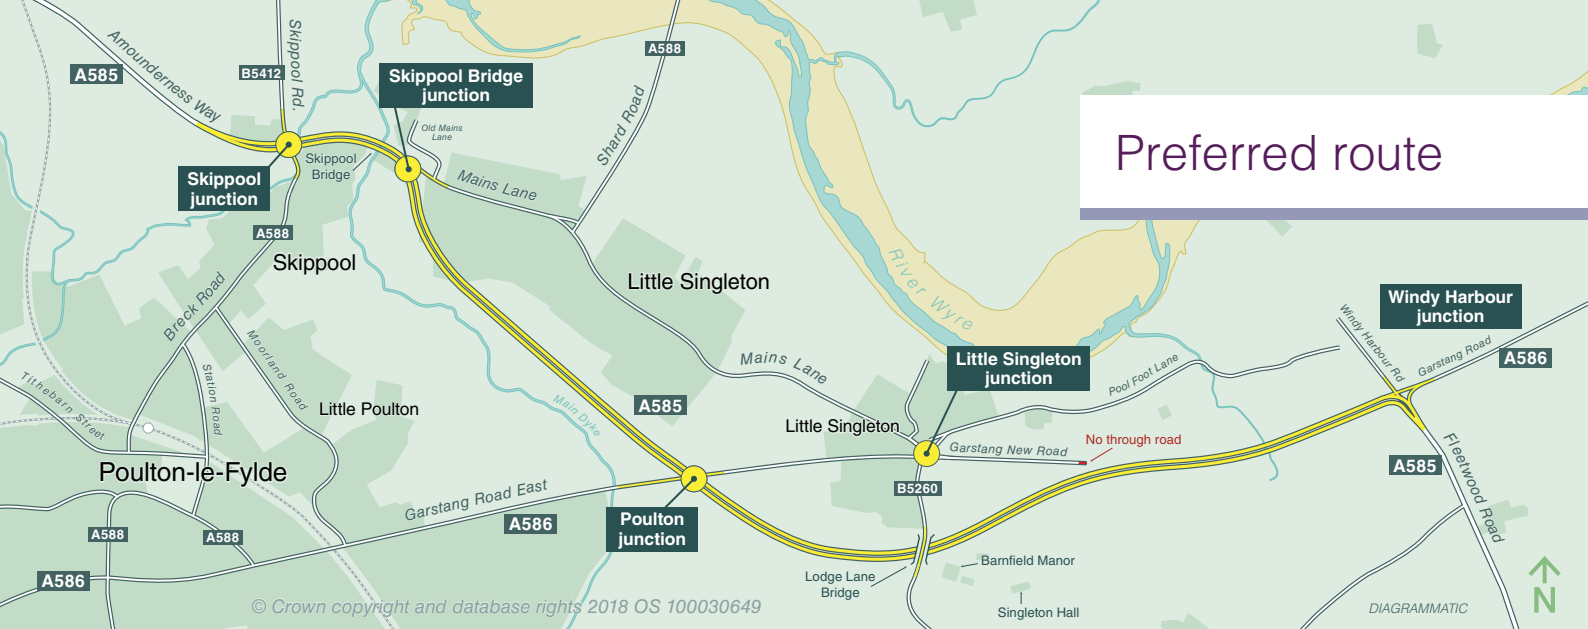 Preferred route
A585
Amounderness Way
B5412
Skippool Rd.
Skippool Bridge
junction
A588
Old Mains
Lane
Shard Road
Skippool
Bridge
Skippool
junction
Mains Lane
A588
Skippool
Little Singleton
River Wyre
Breck Road
Moorland Road
Station Road
Tithebarn Street
Little Poulton
Poulton-le-Fylde
Main Dyke
A585
Mains Lane
Little Singleton
Little Singleton
junction
Pool Foot Lane
Windy Harbour Rd
Windy Harbour
junction
Garstang Road
A586
Garstang New Road
No through road
A585
Fleetwood Road
B5260
Garstang Road East
A586
Poulton
junction
A588
A588
A586
Lodge Lane
Bridge
Barnfield Manor
Singleton Hall
© Crown copyright and database rights 2018 OS 100030649
DIAGRAMMATIC
N